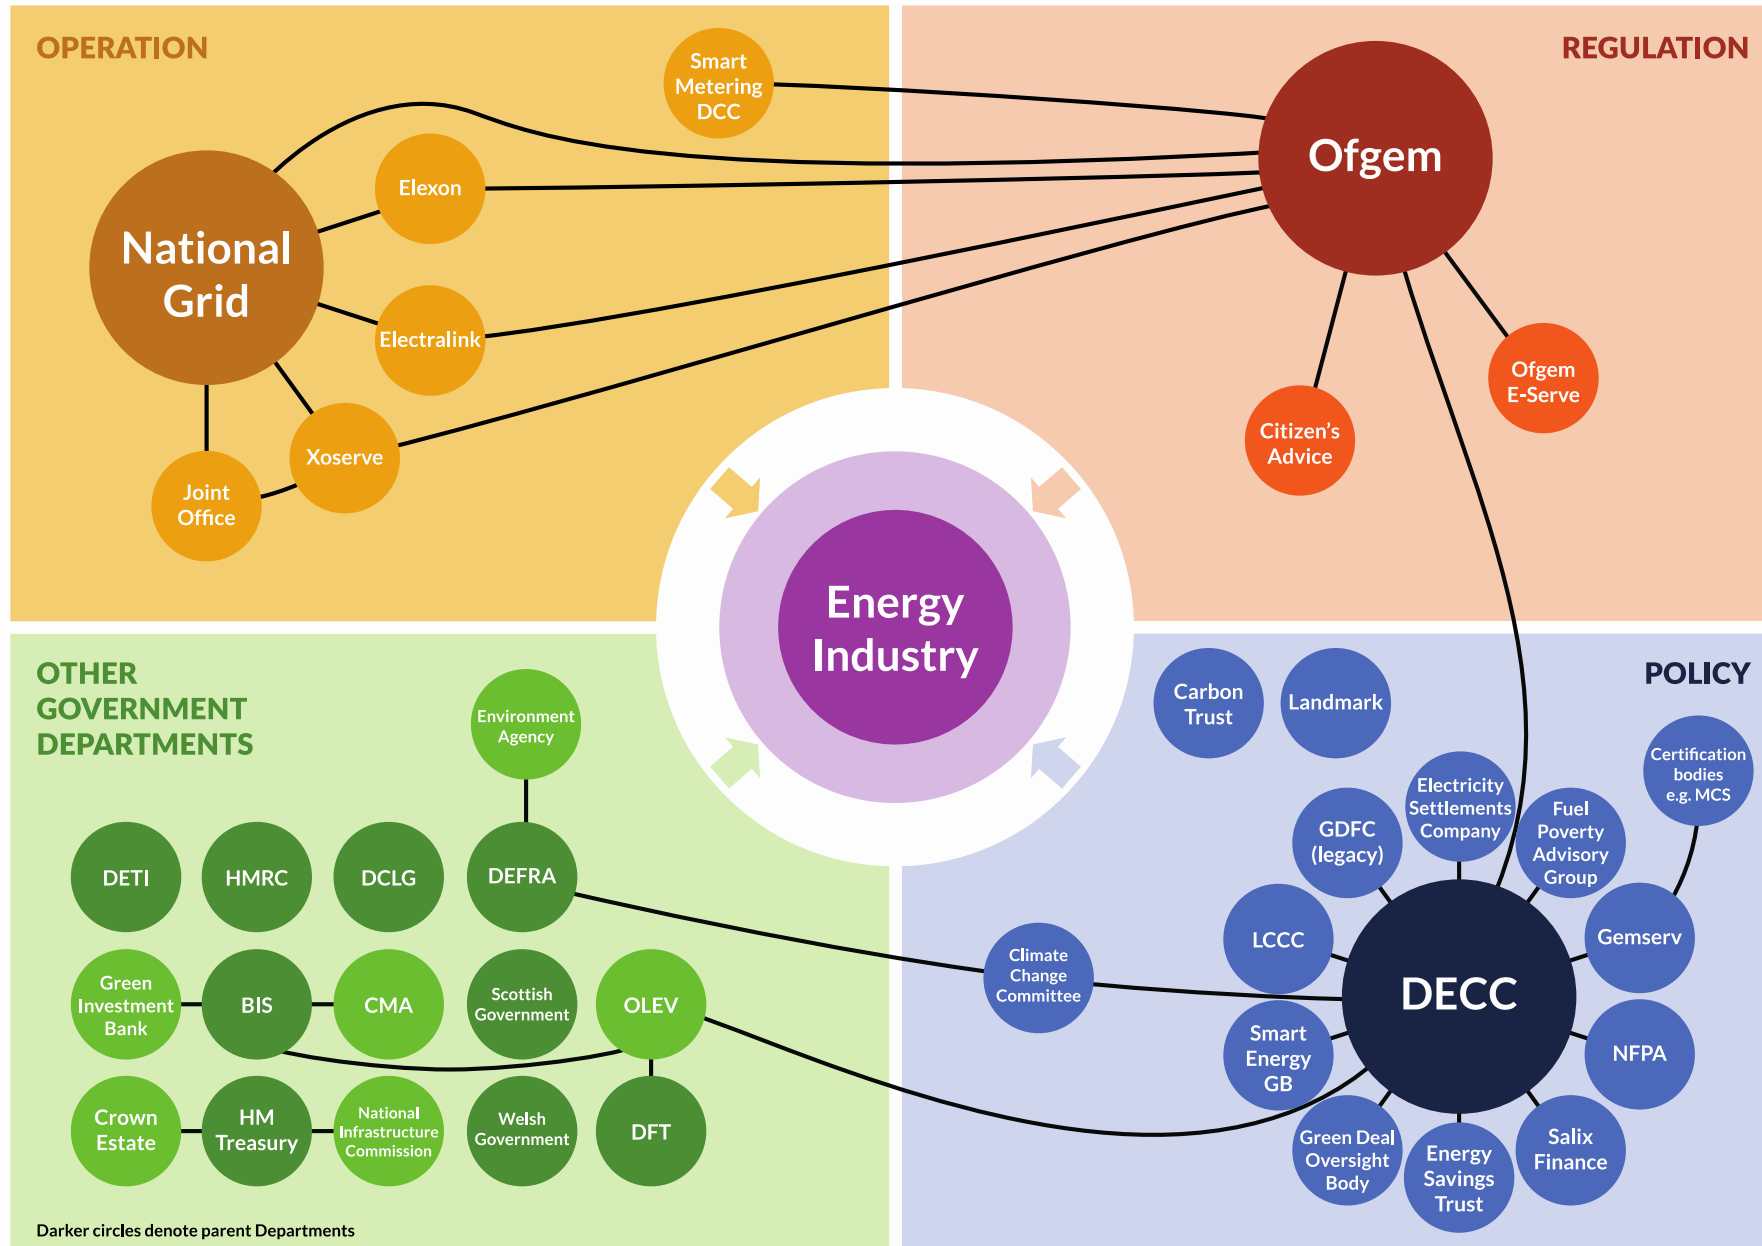 OPERATION
Smart
Metering
DCC
Elexon
National
Grid
Electralink
Xoserve
Joint
Office
REGULATION
Ofgem
Ofgem
E-Serve
Citizen's
Advice
Energy
Industry
OTHER
GOVERNMENT
DEPARTMENTS
Environment
Agency
DETI
HMRC
DCLG
DEFRA
Green
Investment
Bank
BIS
CMA
Scottish
Government
OLEV
Crown
Estate
HM
Treasury
National
Infrastructure
Commission
Welsh
Government
DFT
Darker circles denote parent Departments
POLICY
Carbon
Trust
Landmark
Certification
bodies
e.g. MCS
Electricity
Settlements
Company
GDFC
(legacy)
Fuel
Poverty
Advisory
Group
LCCC
Gemserv
Climate
Change
Committee
DECC
Smart
Energy
GB
NFPA
Green Deal
Oversight
Body
Energy
Savings
Trust
Salix
Finance